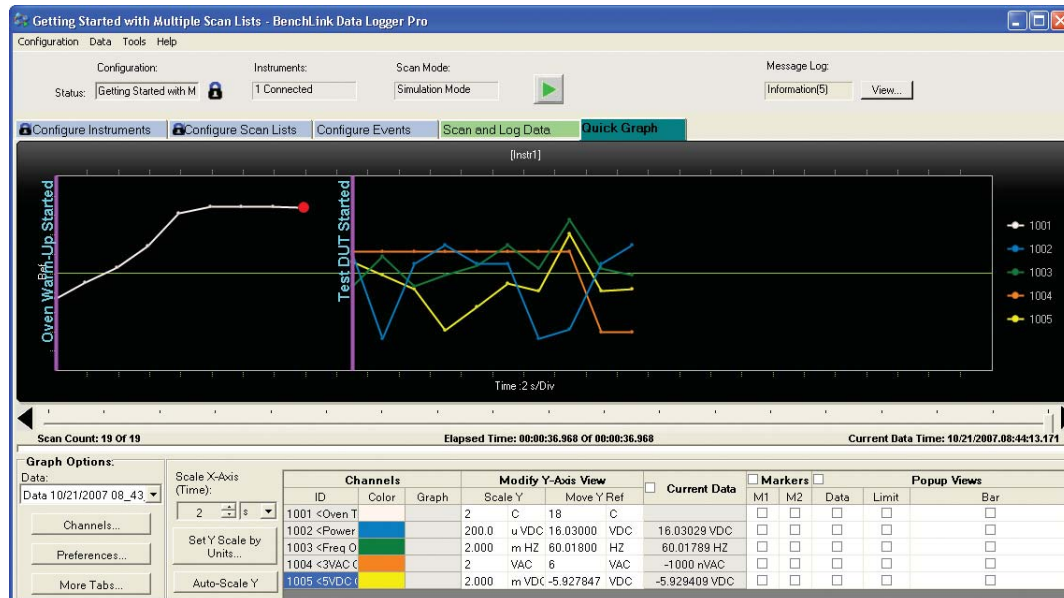 Getting Started with Multiple Scan Lists - BenchLink Data Logger Pro
Configuration Data Tools Help
Configuration: Instruments: Scan Mode: Message Log:
Status: Getting Started with M 1 Connected Simulation Mode Information(5) View...
Configure Instruments Configure Scan Lists Configure Events Scan and Log Data Quick Graph
[Instr1]
Oven Warm-Up Started
Ref
Test DUT Started
1001
1002
1003
1004
1005
Time :2 s/Div
Scan Count: 19 Of 19 Elapsed Time: 00:00:36.968 Of 00:00:36.968 Current Data Time: 10/21/2007.08:44:13.171
Graph Options:
Data:
Data 10/21/2007 08_43_
Channels...
Preferences...
More Tabs...
Scale X-Axis
(Time):
2 s
Set Y Scale by
Units...
Auto-Scale Y
Channels Modify Y-Axis View Current Data Markers Popup Views
ID Color Graph Scale Y Move Y Ref M1 M2 Data Limit Bar
1001 <Oven T 2 C 18 C
1002 <Power 200.0 u VDC 16.03000 VDC 16.03029 VDC
1003 <Freq O 2.000 m HZ 60.01800 HZ 60.01789 HZ
1004 <3VAC C 2 VAC 6 VAC -1000 nVAC
1005 <5VDC ( 2.000 m VDC -5.927847 VDC -5.929409 VDC